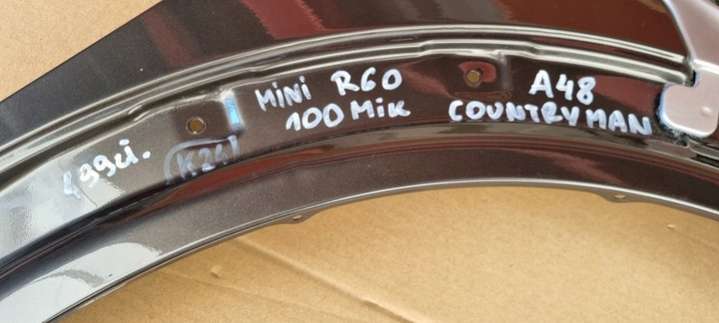 MiNi R60
100 MiK
A48
COUNTRYMAN
K24